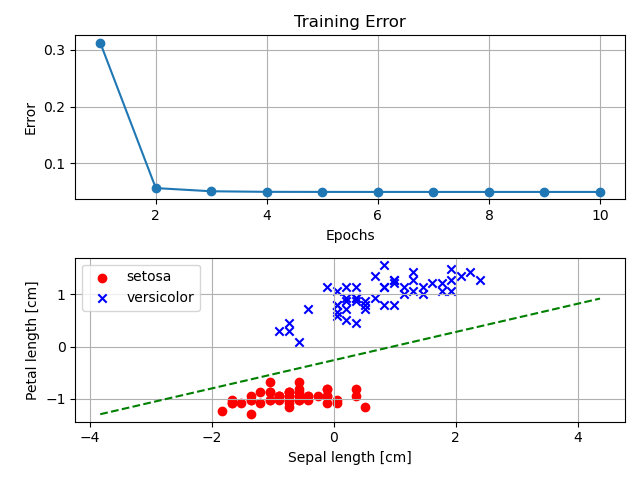 Training Error
0.3
0.2
0.1
Error
2 4 6 8 10
Epochs
setosa
versicolor
1
0
−1
Petal length [cm]
−4 −2 0 2 4
Sepal length [cm]